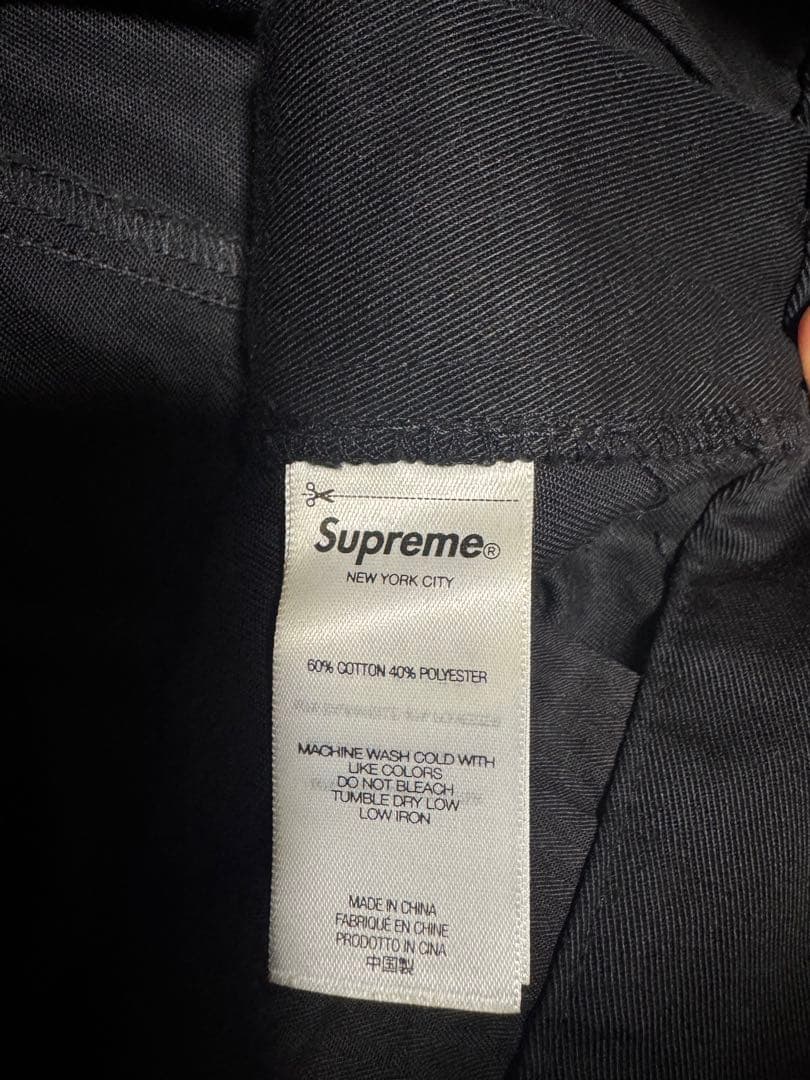 Supreme®
NEW YORK CITY
60% COTTON 40% POLYESTER
MACHINE WASH COLD WITH
LIKE COLORS
DO NOT BLEACH
TUMBLE DRY LOW
LOW IRON
MADE IN CHINA
FABRIQUÉ EN CHINE
PRODOTTO IN CINA
中国製